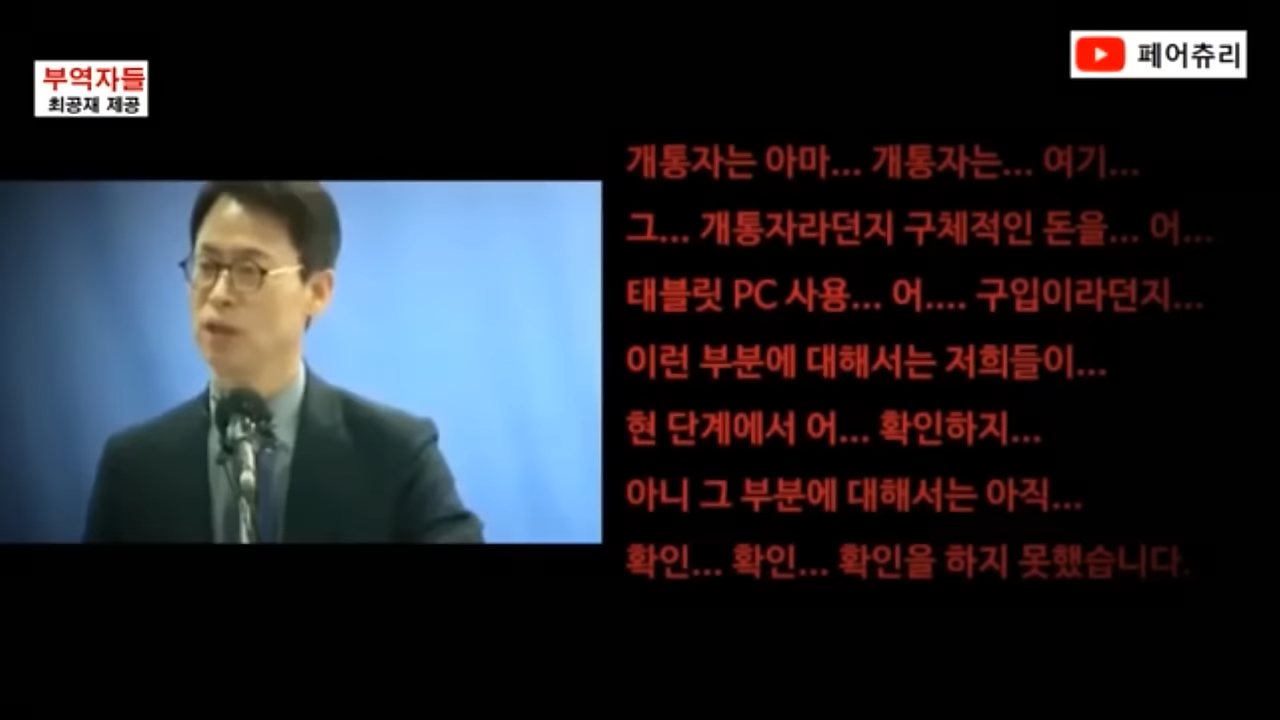 부역자들
최공재 제공
페어츄리
개통자는 아마... 개통자는... 여기...
그... 개통자라던지 구체적인 돈을... 어...
태블릿 PC 사용... 어.... 구입이라던지...
이런 부분에 대해서는 저희들이...
현 단계에서 어... 확인하지...
아니 그 부분에 대해서는 아직...
확인... 확인... 확인을 하지 못했습니다.